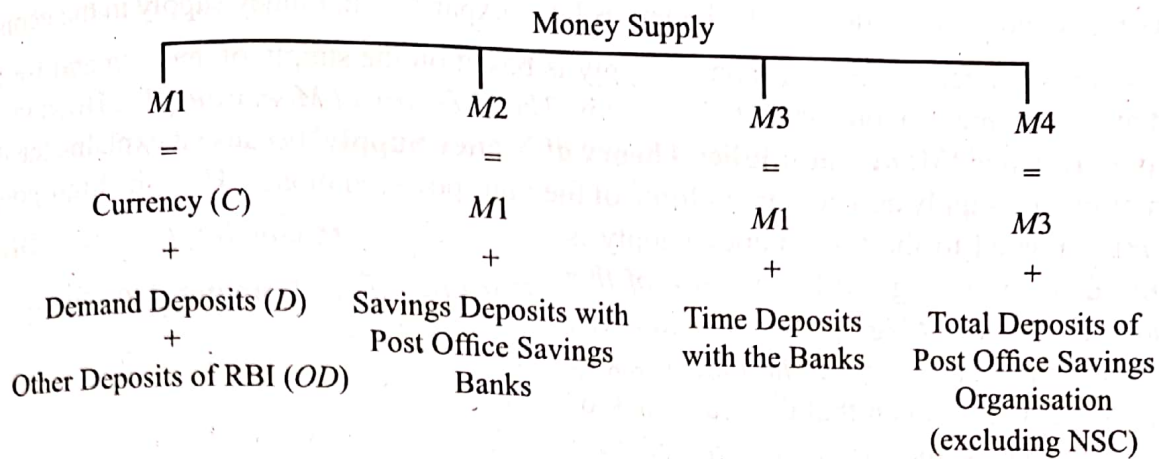 Money Supply
M1
=
Currency (C)
+
Demand Deposits (D)
+
Other Deposits of RBI (OD)
M2
=
M1
+
Savings Deposits with
Post Office Savings
Banks
M3
=
M1
+
Time Deposits
with the Banks
M4
=
M3
+
Total Deposits of
Post Office Savings
Organisation
(excluding NSC)